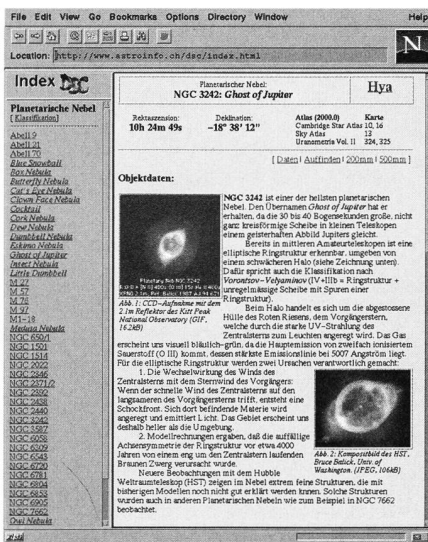 File Edit View Go Bookmarks Options Directory Window Help
Location: http://www.astroinfo.ch/dsc/index.html
N
Index DSC
Planetarische Nebel
[ Klassifikation]
Abell 9
Abell 21
Abell 70
Blue Snowball
Box Nebula
Butterfly Nebula
Cat's Eye Nebula
Clown Face Nebula
Cocktail
Cork Nebula
Dew Nebula
Dumbbell Nebula
Eskimo Nebula
Ghost of Jupiter
Insect Nebula
Little Dumbbell
M 27
M 57
M 76
M 97
M1-18
Medusa Nebula
NGC 650/1
NGC 1501
NGC 1514
NGC 2022
NGC 2346
NGC 2371/2
NGC 2392
NGC 2438
NGC 2440
NGC 3242
NGC 3587
NGC 6058
NGC 6309
NGC 6543
NGC 6720
NGC 6781
NGC 6804
NGC 6853
NGC 6905
NGC 7662
Owl Nebula
Planetarischer Nebel:
NGC 3242: Ghost of Jupiter
Hya
Rektaszension:
10h 24m 49s
Deklination:
-18° 38' 12"
Atlas (2000.0) Karte
Cambridge Star Atlas 10, 16
Sky Atlas 13
Uranometria Vol. II 324, 325
[ Daten | Auffinden | 200mm | 500mm ]
Objektdaten:
Abb. 1: CCD-Aufnahme mit dem
2.1m Reflektor des Kitt Peak
National Observatory (GIF,
162kB)
NGC 3242 ist einer der hellsten planetarischen
Nebel. Den Übernamen Ghost of Jupiter hat er
erhalten, da die 30 bis 40 Bogensekunden große, nicht
ganz kreisförmige Scheibe in kleinen Teleskopen
einem geisterhaften Abbild Jupiters gleicht.
Bereits in mittleren Amateurteleskopen ist eine
elliptische Ringstruktur erkennbar, umgeben von
einem schwächeren Halo (siehe Zeichnung unten).
Dafür spricht auch die Klassifikation nach
Vorontsov-Velyaminov (IV+IIIb = Ringstruktur +
unregelmässige Scheibe mit Spuren einer
Ringstruktur).
Beim Halo handelt es sich um die abgestossene
Hülle des Roten Riesens, dem Vorgängerstern,
welche durch die starke UV-Strahlung des
Zentralsterns zum Leuchten angeregt wird. Das Gas
erscheint uns visuell bläulich-grün, da die Hauptemission von zweifach ionisiertem
Sauerstoff (O III) kommt, dessen stärkste Emissionslinie bei 5007 Angström liegt.
Für die elliptische Ringstruktur werden zwei Ursachen verantwortlich gemacht:
1. Die Wechselwirkung des Winds des
Zentralsterns mit dem Sternwind des Vorgängers:
Wenn der schnelle Wind des Zentralsterns auf den
langsameren des Vorgängersterns trifft, entsteht eine
Schockfront. Sich dort befindende Materie wird
angeregt und emittiert Licht. Das Gebiet erscheint uns
deshalb heller als die Umgebung.
2. Modellrechnungen ergaben, daß die auffällige
Achsensymmetrie der Ringstruktur vor etwa 4000
Jahren von einem eng um den Zentralstern laufenden
Braunen Zwerg verursacht wurde.
Abb. 2: Kompositbild des HST,
Bruce Balick, Univ. of
Washington. (JPEG, 106kB)
Neuere Beobachtungen mit dem Hubble
Weltraumteleskop (HST) zeigen im Nebel extrem feine Strukturen, die mit
bisherigen Modellen noch nicht gut erklärt werden knnen. Solche Strukturen
wurden auch in anderen Planetarischen Nebeln wie zum Beispiel in NGC 7662
beobachtet.